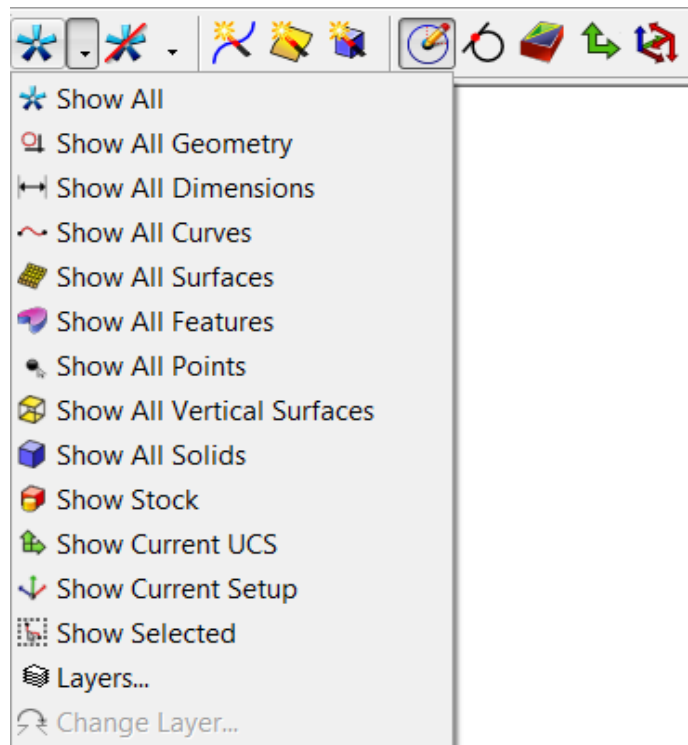 Show All
Show All Geometry
Show All Dimensions
Show All Curves
Show All Surfaces
Show All Features
Show All Points
Show All Vertical Surfaces
Show All Solids
Show Stock
Show Current UCS
Show Current Setup
Show Selected
Layers...
Change Layer...